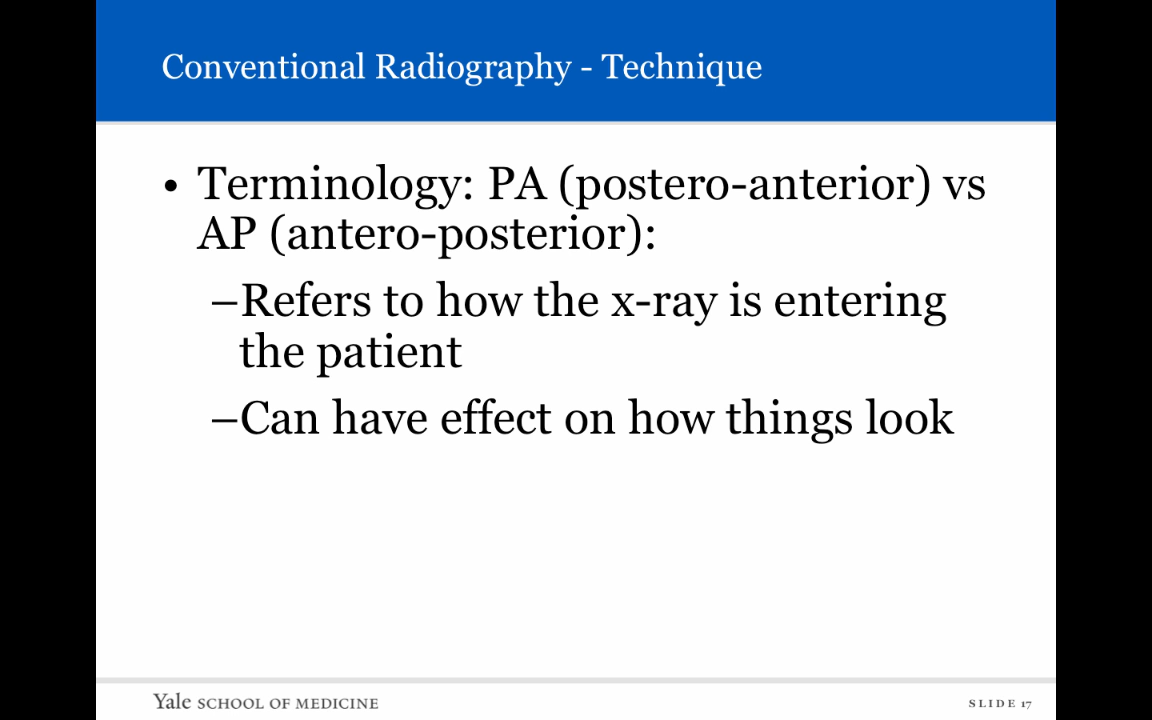 Conventional Radiography - Technique
• Terminology: PA (postero-anterior) vs
AP (antero-posterior):
–Refers to how the x-ray is entering
the patient
–Can have effect on how things look
Yale SCHOOL OF MEDICINE
SLIDE 17